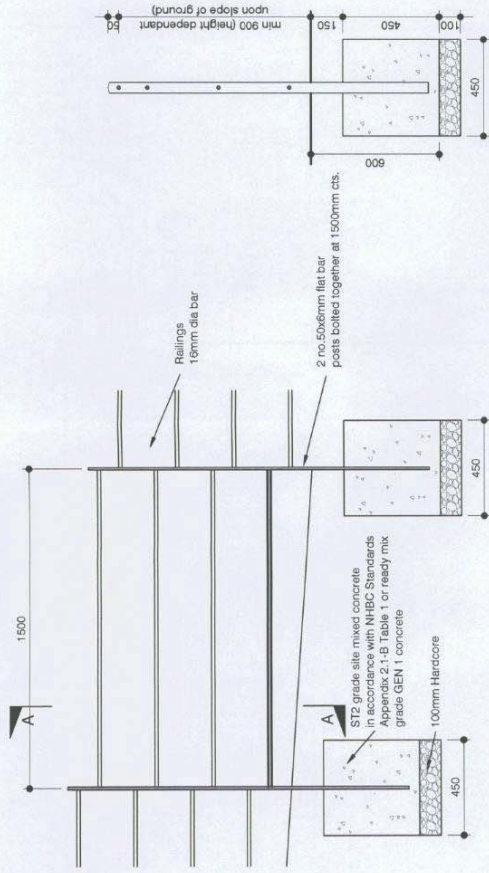 1500
A
A
Railings
16mm dia bar
2 no.50x6mm flat bar
posts bolted together at 1500mm cts.
ST2 grade site mixed concrete
in accordance with NHBC Standards
Appendix 2.1-B Table 1 or ready mix
grade GEN 1 concrete
100mm Hardcore
450
450
50
min 900 (height dependant
upon slope of ground)
150
450
100
600
450